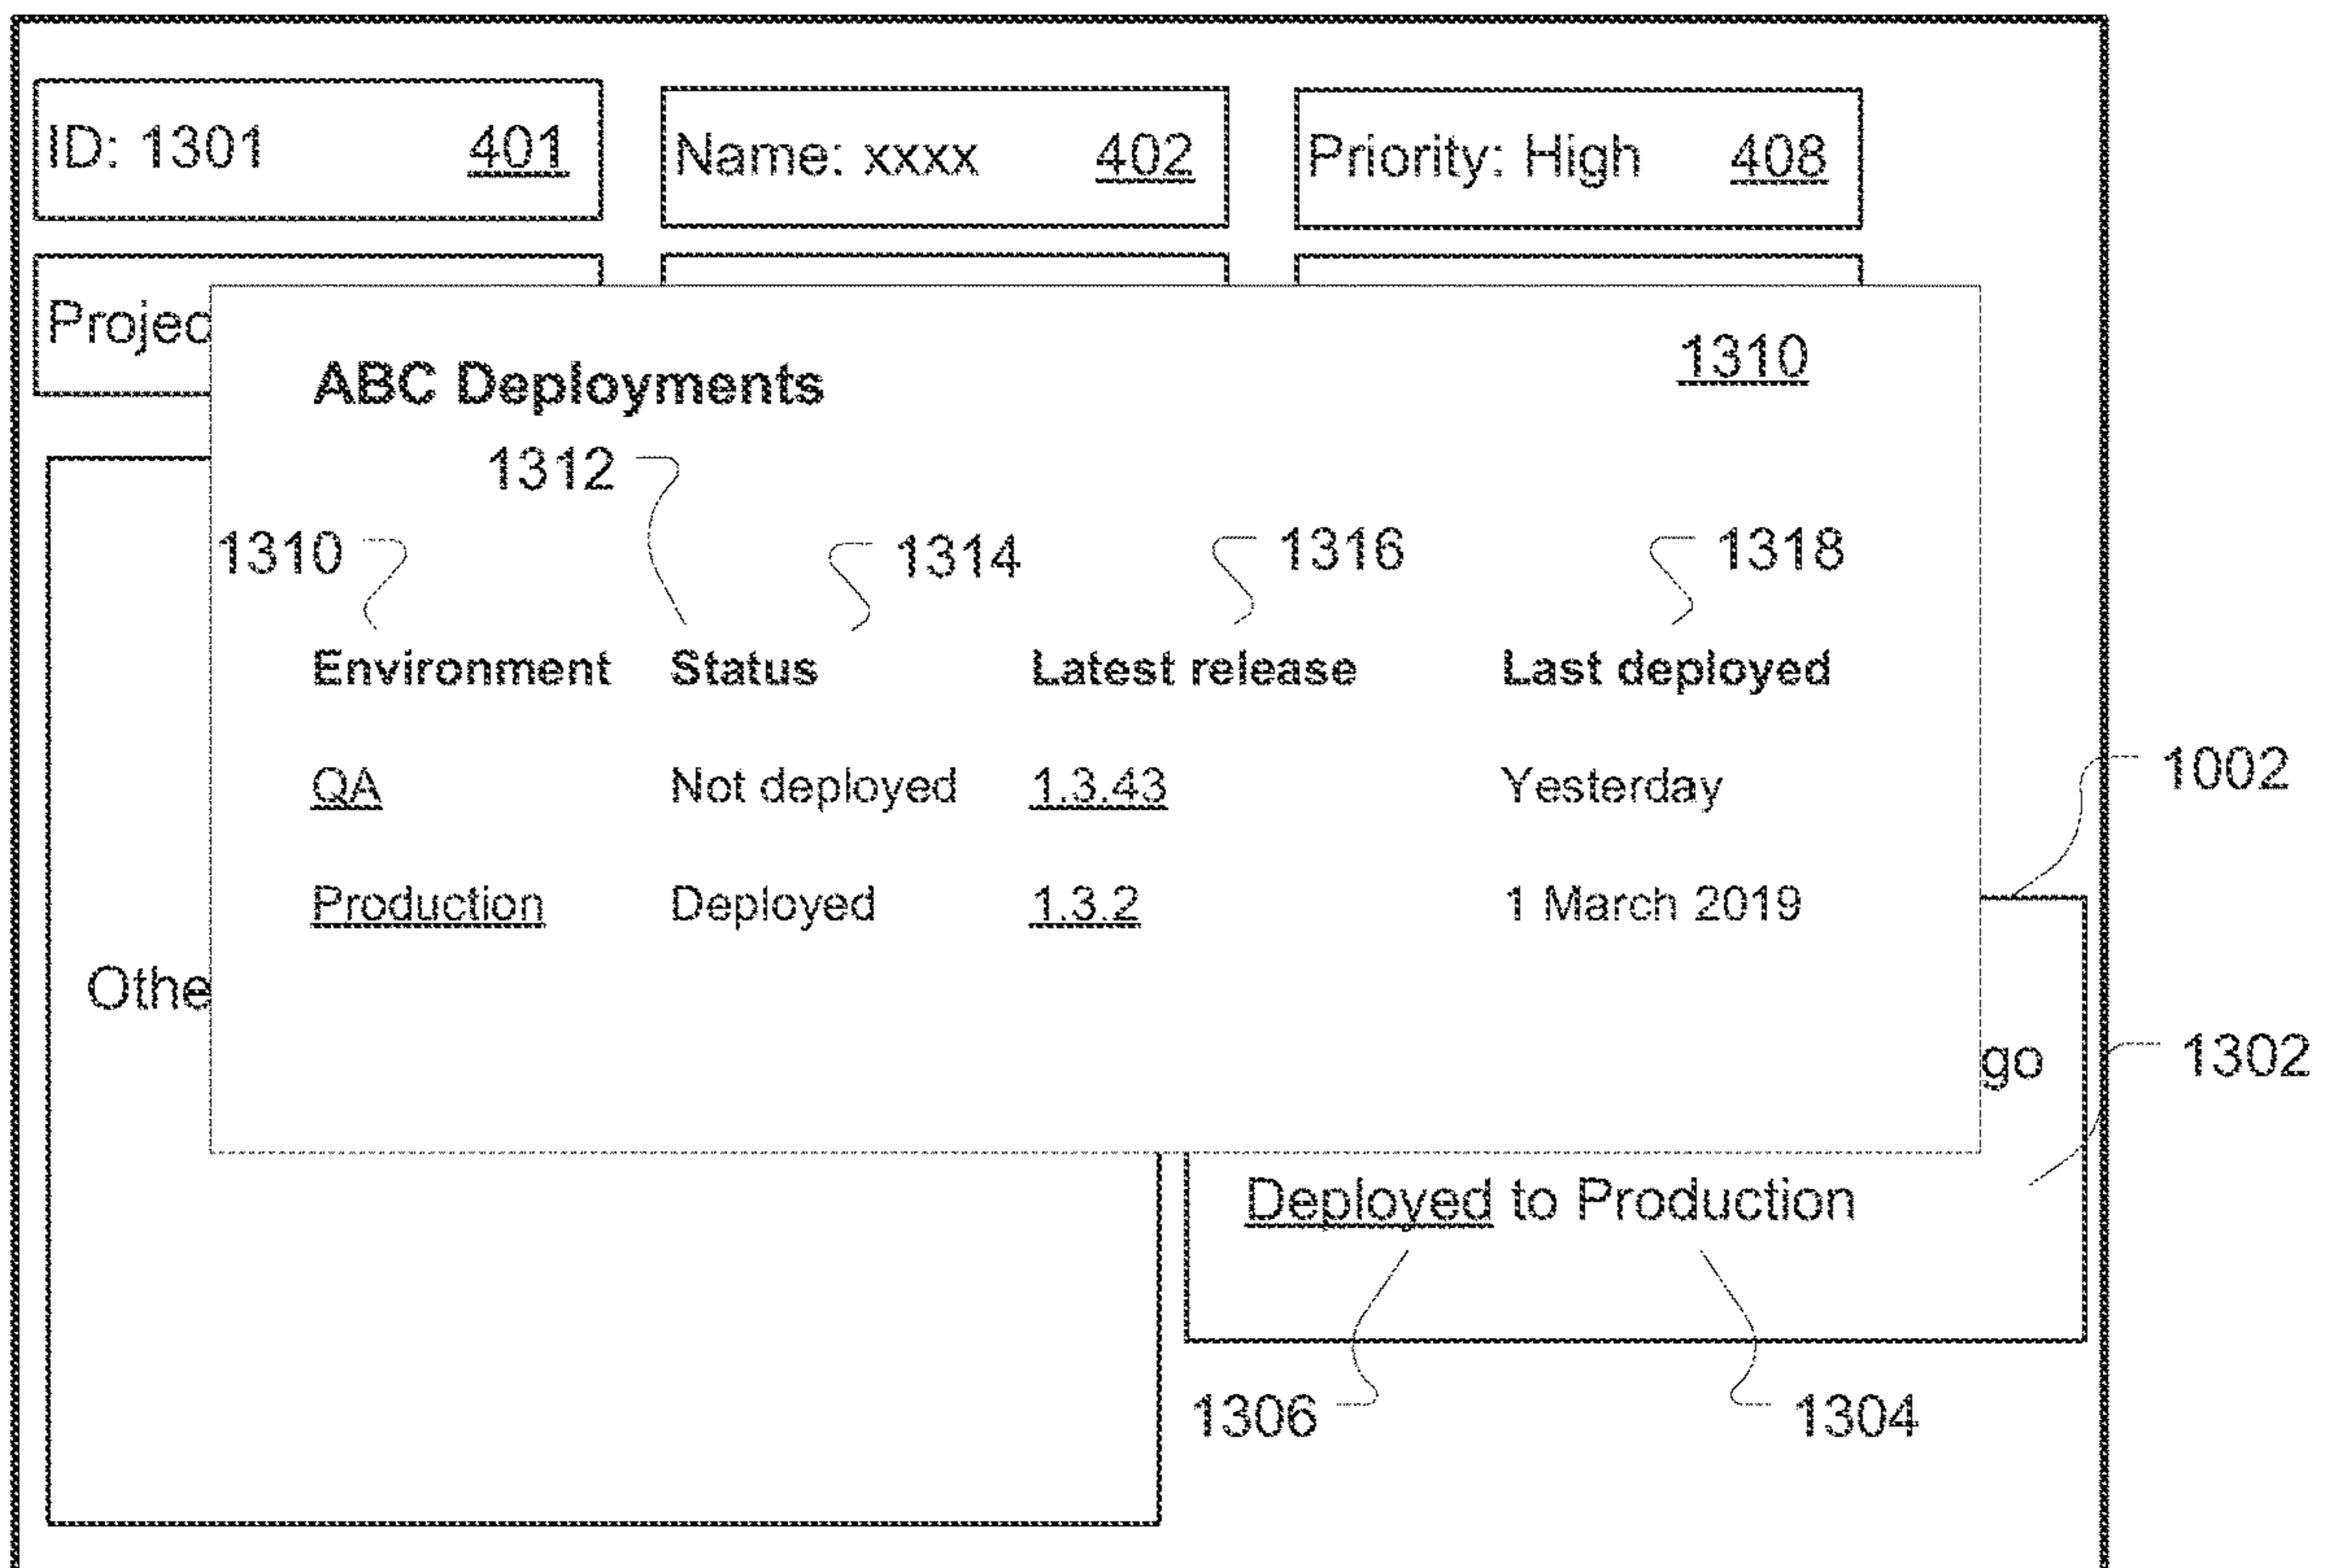 ID: 1301 401
Name: xxxx 402
Priority: High 408
Projec
ABC Deployments 1310
1312
1310 1314 1316 1318
Environment Status Latest release Last deployed
QA Not deployed 1.3.43 Yesterday
1002
Production Deployed 1.3.2 1 March 2019
Othe
go 1302
Deployed to Production
1306 1304